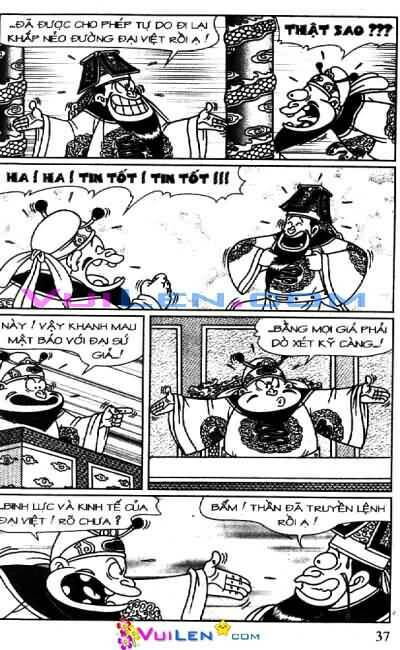 ..ĐÃ ĐƯỢC CHO PHÉP TỰ DO ĐI LẠI
KHẮP NẺO ĐƯỜNG ĐẠI VIỆT RỒI Ạ !
THẬT SAO ???
HA ! HA ! TIN TỐT ! TIN TỐT !!!
VUILEN.COM
NÀY ! VẬY KHANH MAU
MẬT BÁO VỚI ĐẠI SỨ
GIẢ..!
..BẰNG MỌI GIÁ PHẢI
DÒ XÉT KỸ CÀNG..!
..BINH LỰC VÀ KINH TẾ CỦA
ĐẠI VIỆT ! RÕ CHƯA ?
BẨM ! THẦN ĐÃ TRUYỀN LỆNH
RỒI Ạ !
37
VUILEN.COM